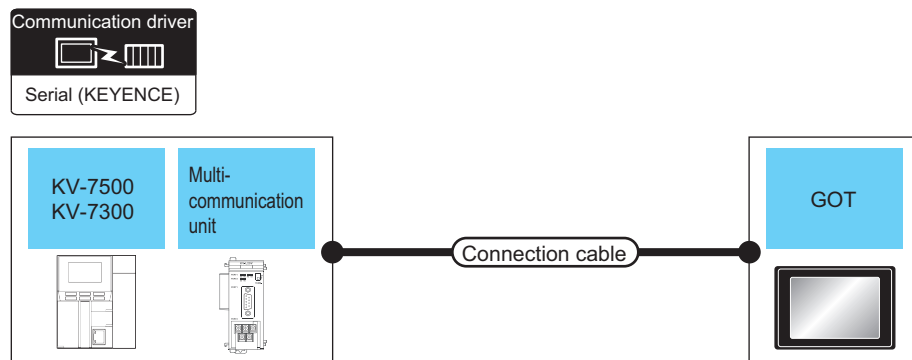 Communication driver
Serial (KEYENCE)
KV-7500
KV-7300
Multi-
communication
unit
Connection cable
GOT